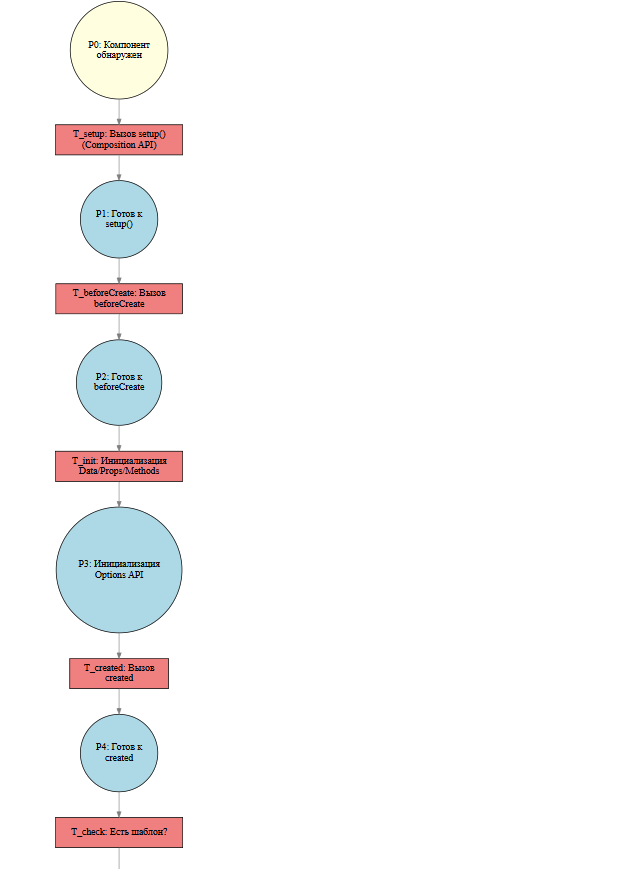 P0: Компонент
обнаружен
T_setup: Вызов setup()
(Composition API)
P1: Готов к
setup()
T_beforeCreate: Вызов
beforeCreate
P2: Готов к
beforeCreate
T_init: Инициализация
Data/Props/Methods
P3: Инициализация
Options API
T_created: Вызов
created
P4: Готов к
created
T_check: Есть шаблон?